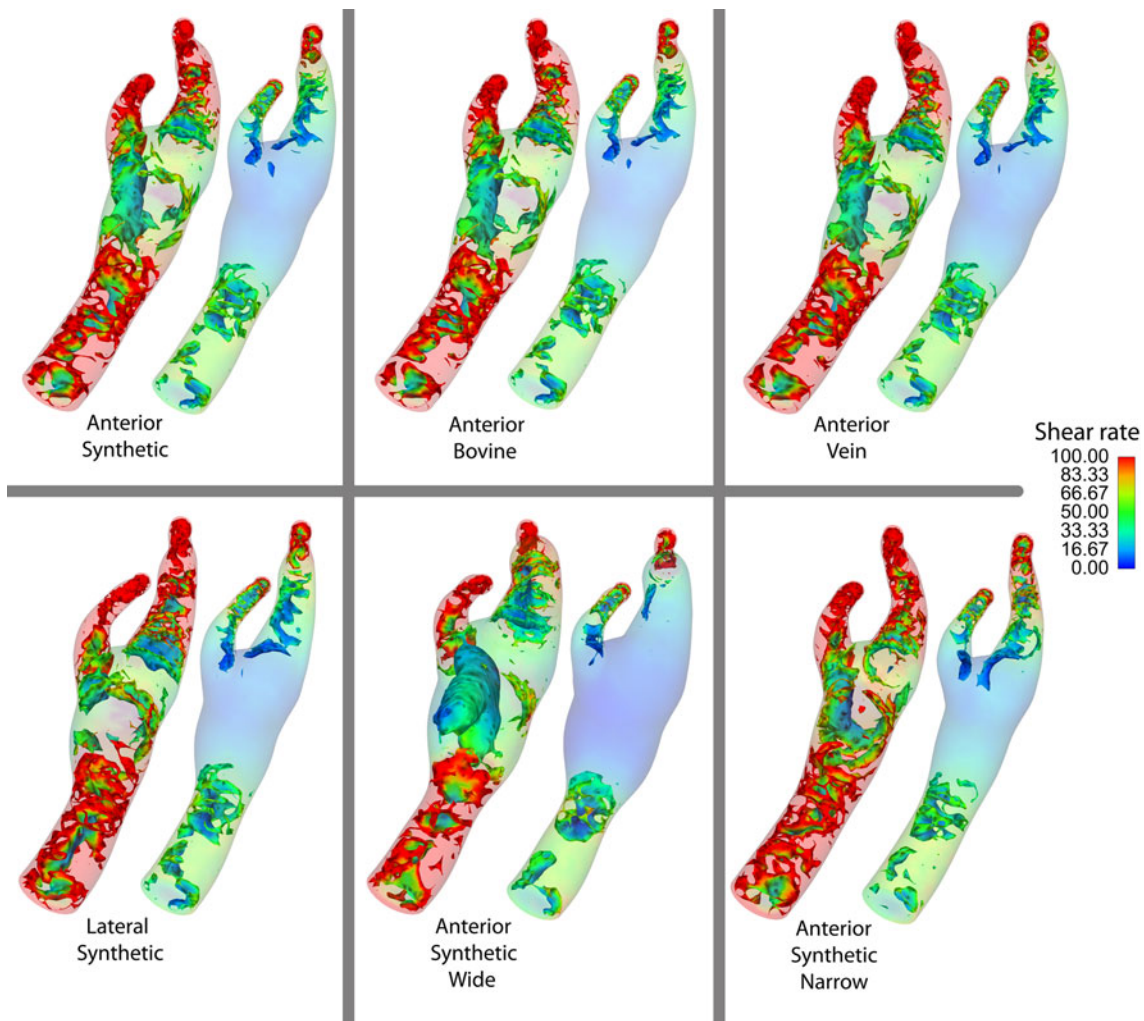 Anterior
Synthetic
Anterior
Bovine
Anterior
Vein
Shear rate
100.00
83.33
66.67
50.00
33.33
16.67
0.00
Lateral
Synthetic
Anterior
Synthetic
Wide
Anterior
Synthetic
Narrow